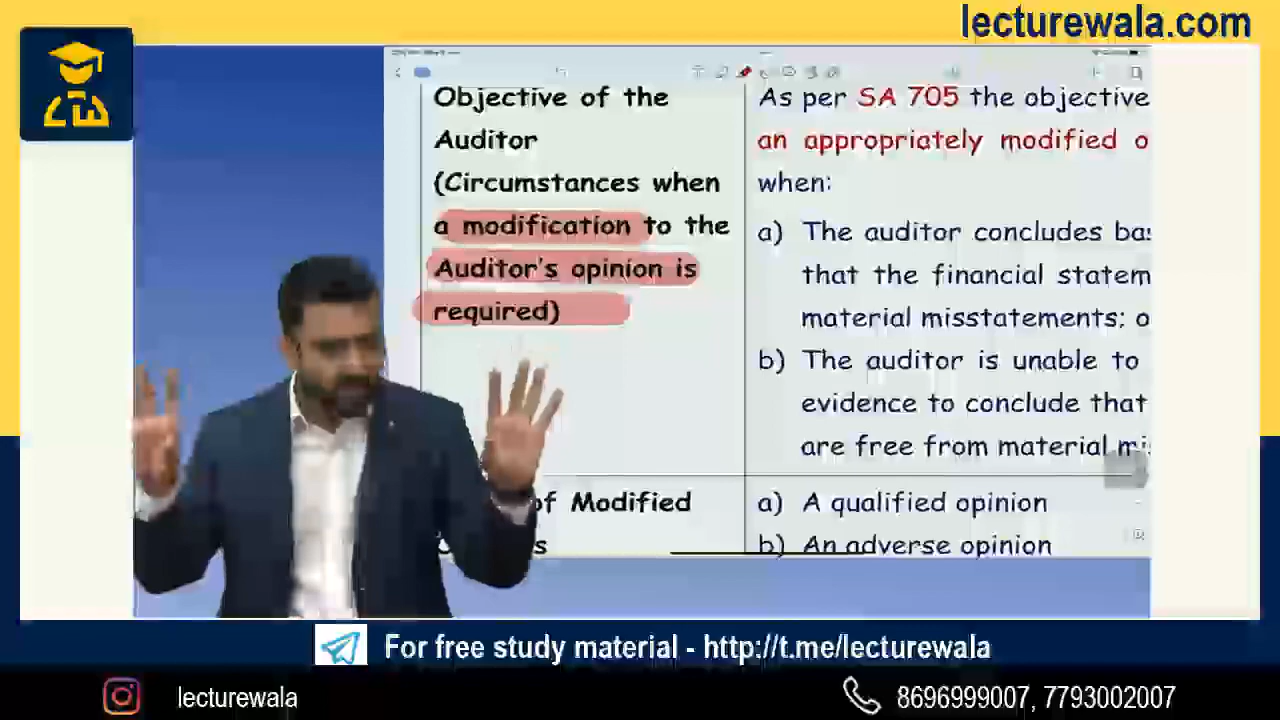 lecturewala.com
Objective of the
Auditor
(Circumstances when
a modification to the
Auditor's opinion is
required)
As per SA 705 the objective
an appropriately modified o
when:
a) The auditor concludes bas
that the financial statem
material misstatements; o
b) The auditor is unable to
evidence to conclude that
are free from material mis
of Modified
s
a) A qualified opinion
b) An adverse opinion
For free study material - http://t.me/lecturewala
lecturewala
8696999007, 7793002007